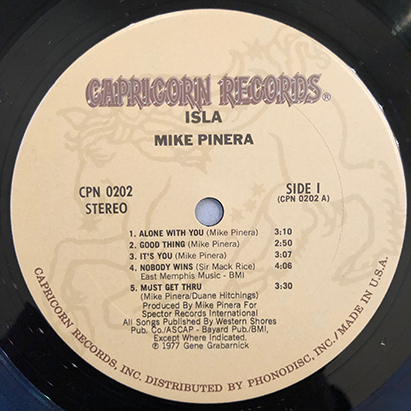 CAPRICORN RECORDS®
ISLA
MIKE PINERA
CPN 0202
STEREO
SIDE I
(CPN 0202 A)
1. ALONE WITH YOU (Mike Pinera) 3:10
2. GOOD THING (Mike Pinera) 2:50
3. IT'S YOU (Mike Pinera) 4:07
4. NOBODY WINS (Sir Mack Rice) 4:06
East Memphis Music - BMI
5. MUST GET THRU 3:30
(Mike Pinera/Duane Hitchings)
Produced By Mike Pinera For
Spector Records International
All Songs Published By Western Shores
Pub. Co./ASCAP - Bayard Pub./BMI,
Except Where Indicated.
℗ 1977 Gene Grabarnick
CAPRICORN RECORDS, INC. DISTRIBUTED BY PHONODISC, INC./MADE IN U.S.A.